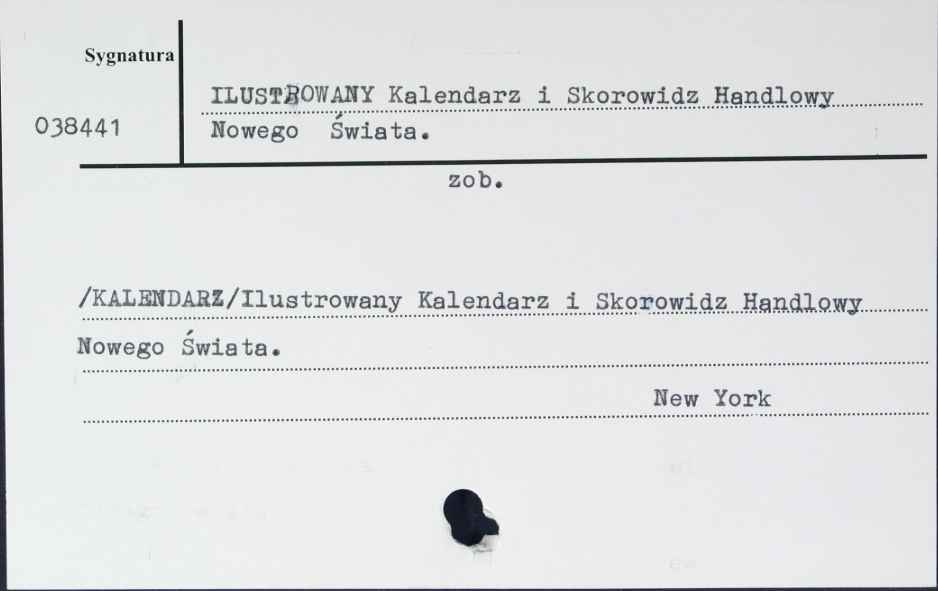 Sygnatura
ILUSTROWANY Kalendarz i Skorowidz Handlowy
038441
Nowego Świata.
zob.
/KALENDARZ/Ilustrowany Kalendarz i Skorowidz Handlowy
Nowego Świata.
New York